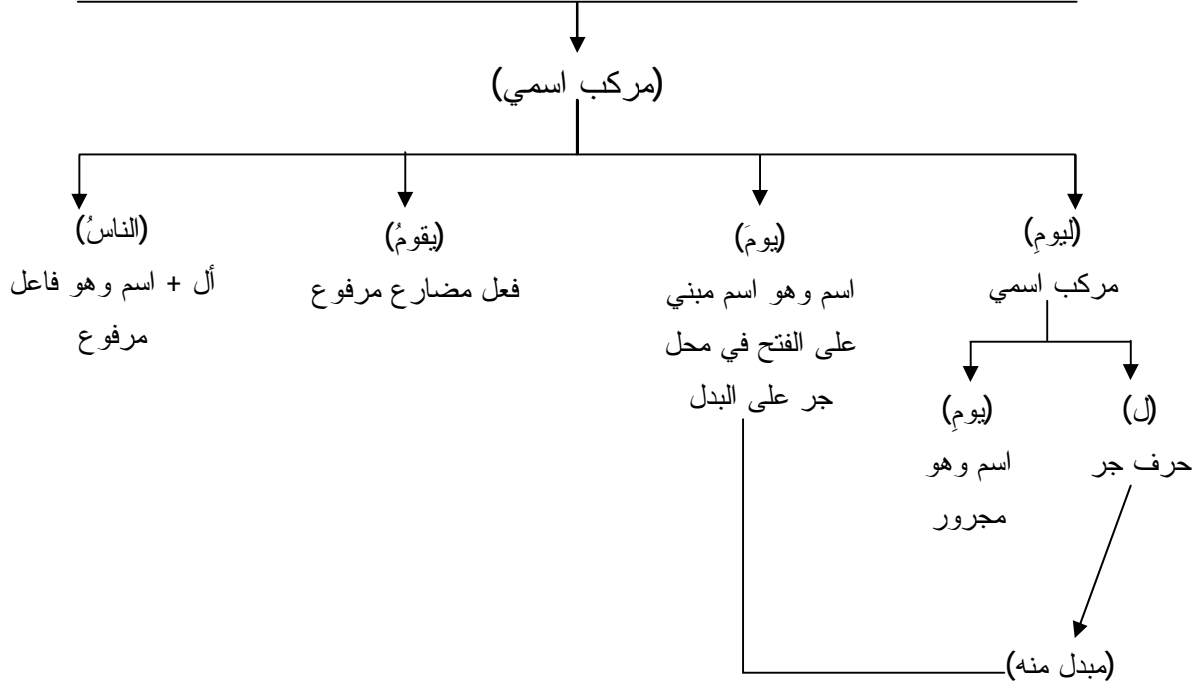 (مركب اسمي)
(ليومِ)
مركب اسمي
(ل)
حرف جر
(يومِ)
اسم وهو
مجرور
(يومَ)
اسم وهو اسم مبني
على الفتح في محل
جر على البدل
(يقومُ)
فعل مضارع مرفوع
(الناسُ)
أل + اسم وهو فاعل
مرفوع
(مبدل منه)